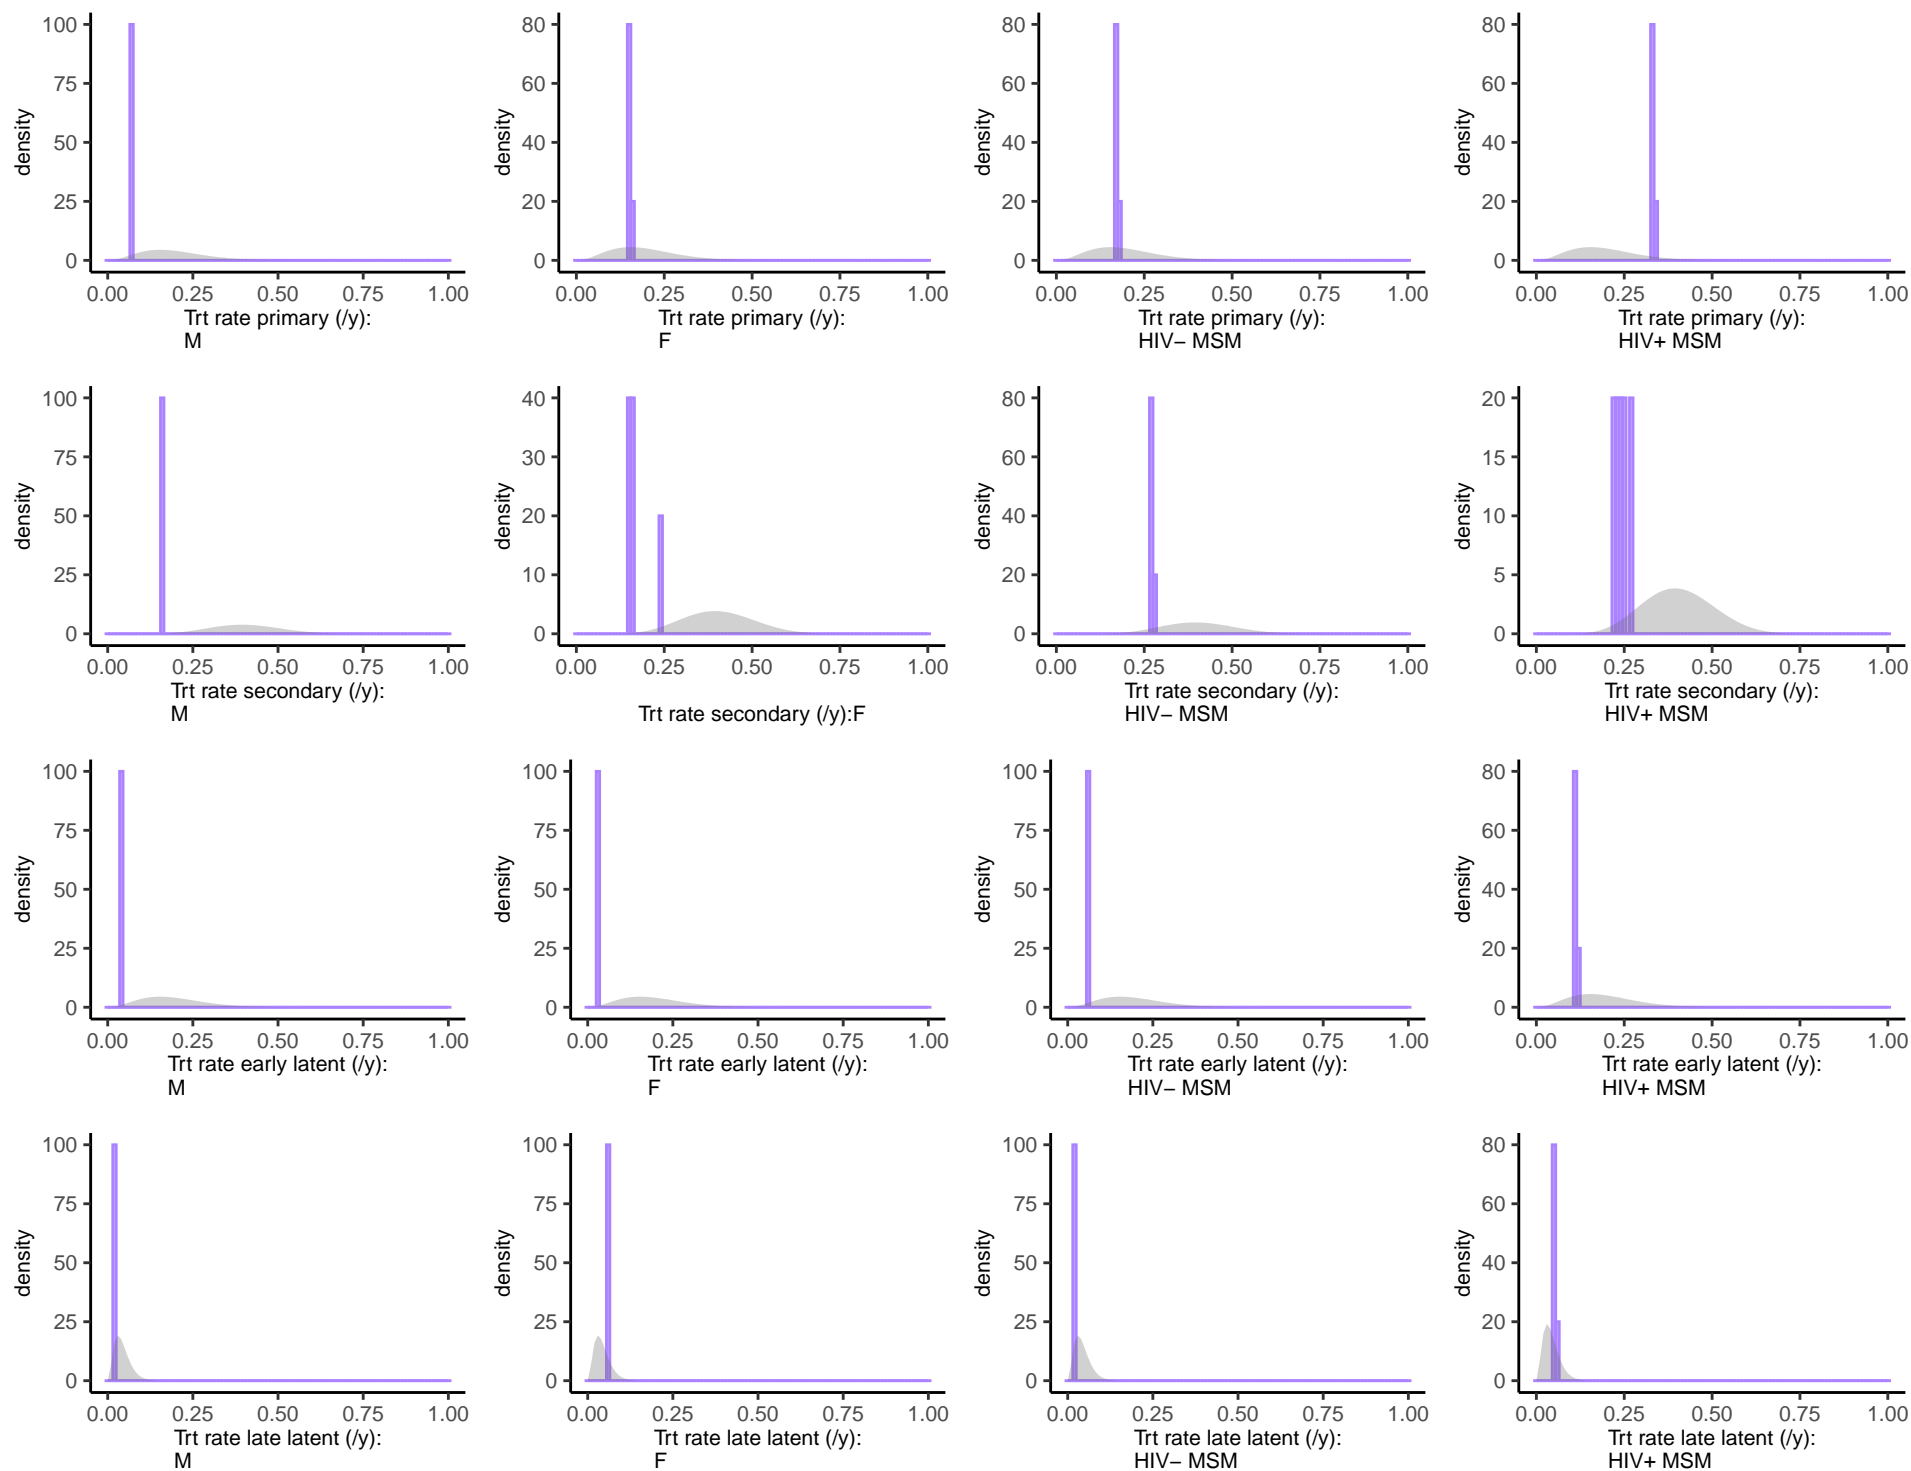 density
100
75
50
25
0
0.00 0.25 0.50 0.75 1.00
Trt rate primary (/y):
M
density
80
60
40
20
0
0.00 0.25 0.50 0.75 1.00
Trt rate primary (/y):
F
density
80
60
40
20
0
0.00 0.25 0.50 0.75 1.00
Trt rate primary (/y):
HIV− MSM
density
80
60
40
20
0
0.00 0.25 0.50 0.75 1.00
Trt rate primary (/y):
HIV+ MSM
density
100
75
50
25
0
0.00 0.25 0.50 0.75 1.00
Trt rate secondary (/y):
M
density
40
30
20
10
0
0.00 0.25 0.50 0.75 1.00
Trt rate secondary (/y):F
density
80
60
40
20
0
0.00 0.25 0.50 0.75 1.00
Trt rate secondary (/y):
HIV− MSM
density
20
15
10
5
0
0.00 0.25 0.50 0.75 1.00
Trt rate secondary (/y):
HIV+ MSM
density
100
75
50
25
0
0.00 0.25 0.50 0.75 1.00
Trt rate early latent (/y):
M
density
100
75
50
25
0
0.00 0.25 0.50 0.75 1.00
Trt rate early latent (/y):
F
density
100
75
50
25
0
0.00 0.25 0.50 0.75 1.00
Trt rate early latent (/y):
HIV− MSM
density
80
60
40
20
0
0.00 0.25 0.50 0.75 1.00
Trt rate early latent (/y):
HIV+ MSM
density
100
75
50
25
0
0.00 0.25 0.50 0.75 1.00
Trt rate late latent (/y):
M
density
100
75
50
25
0
0.00 0.25 0.50 0.75 1.00
Trt rate late latent (/y):
F
density
100
75
50
25
0
0.00 0.25 0.50 0.75 1.00
Trt rate late latent (/y):
HIV− MSM
density
80
60
40
20
0
0.00 0.25 0.50 0.75 1.00
Trt rate late latent (/y):
HIV+ MSM